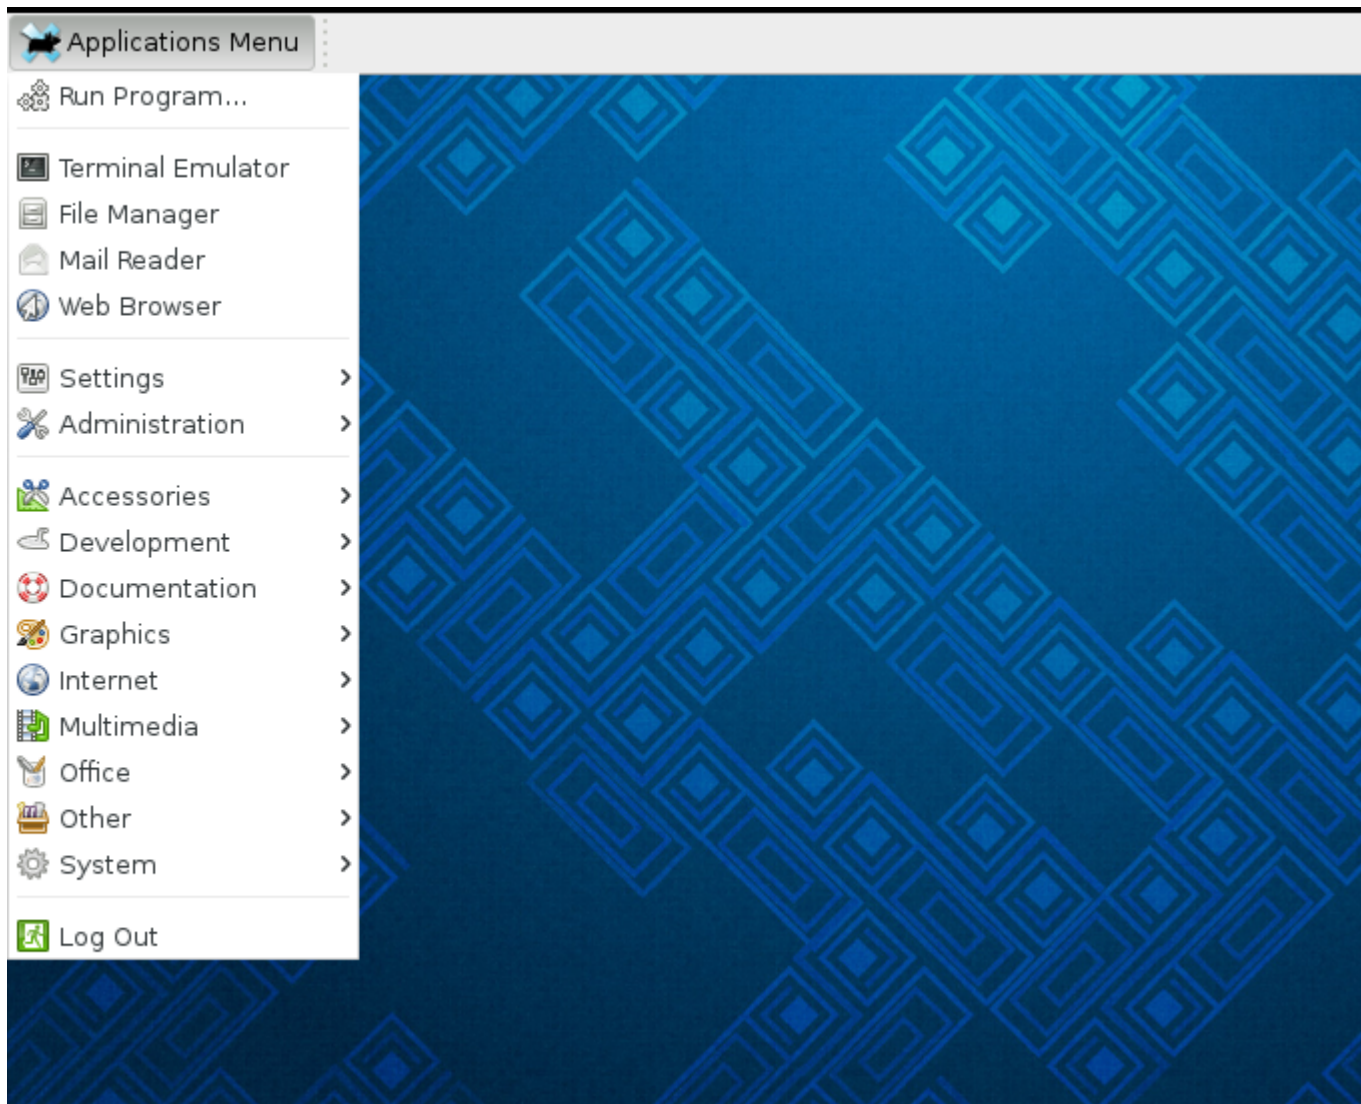 Applications Menu
Run Program...
Terminal Emulator
File Manager
Mail Reader
Web Browser
Settings
Administration
Accessories
Development
Documentation
Graphics
Internet
Multimedia
Office
Other
System
Log Out